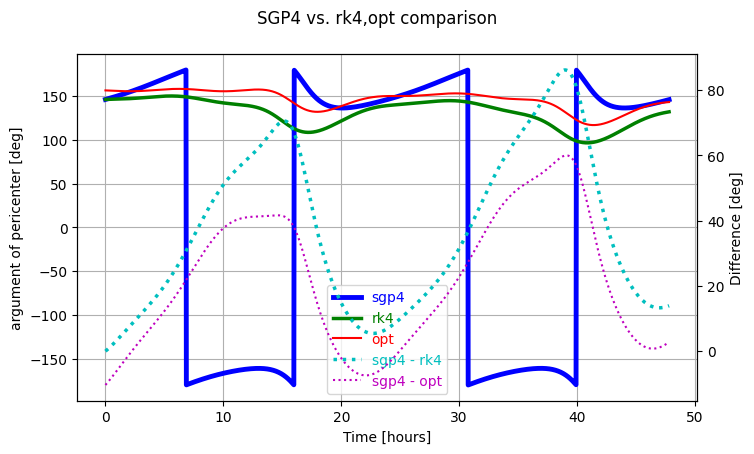 SGP4 vs. rk4,opt comparison
argument of pericenter [deg]
150
100
50
0
−50
−100
−150
80
60
40
20
0
Difference [deg]
sgp4
rk4
opt
sgp4 - rk4
sgp4 - opt
0 10 20 30 40 50
Time [hours]